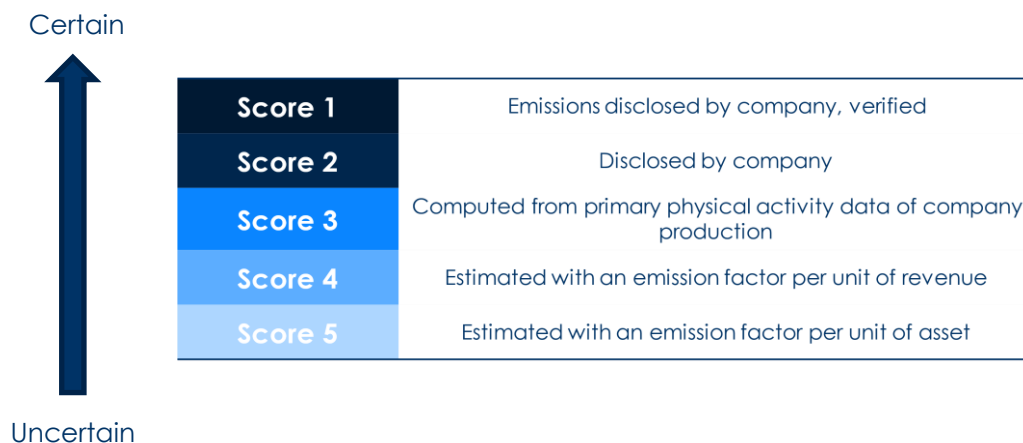 Certain
Score 1
Emissions disclosed by company, verified
Score 2
Disclosed by company
Score 3
Computed from primary physical activity data of company
production
Score 4
Estimated with an emission factor per unit of revenue
Score 5
Estimated with an emission factor per unit of asset
Uncertain